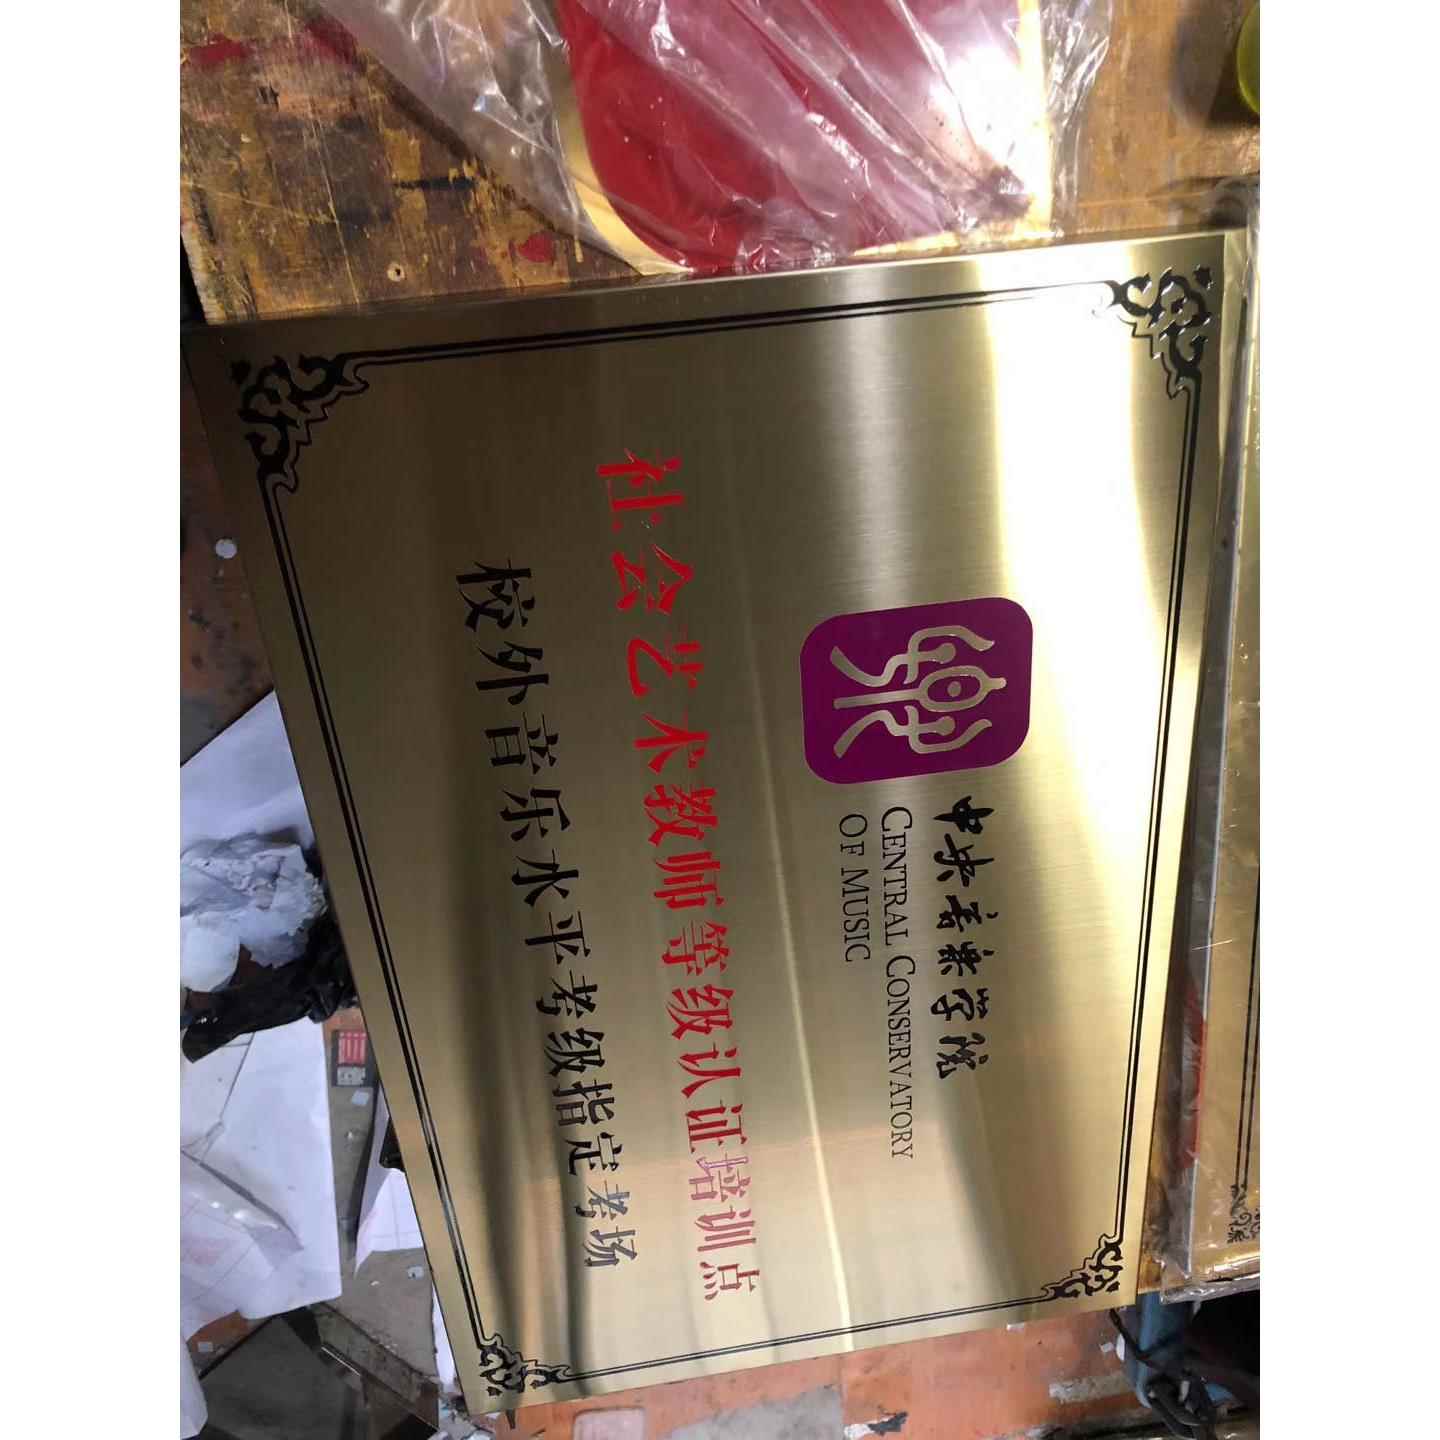 中央音樂学院
CENTRAL CONSERVATORY
OF MUSIC
社会艺术教师等级认证培训点
校外音乐水平考级指定考场